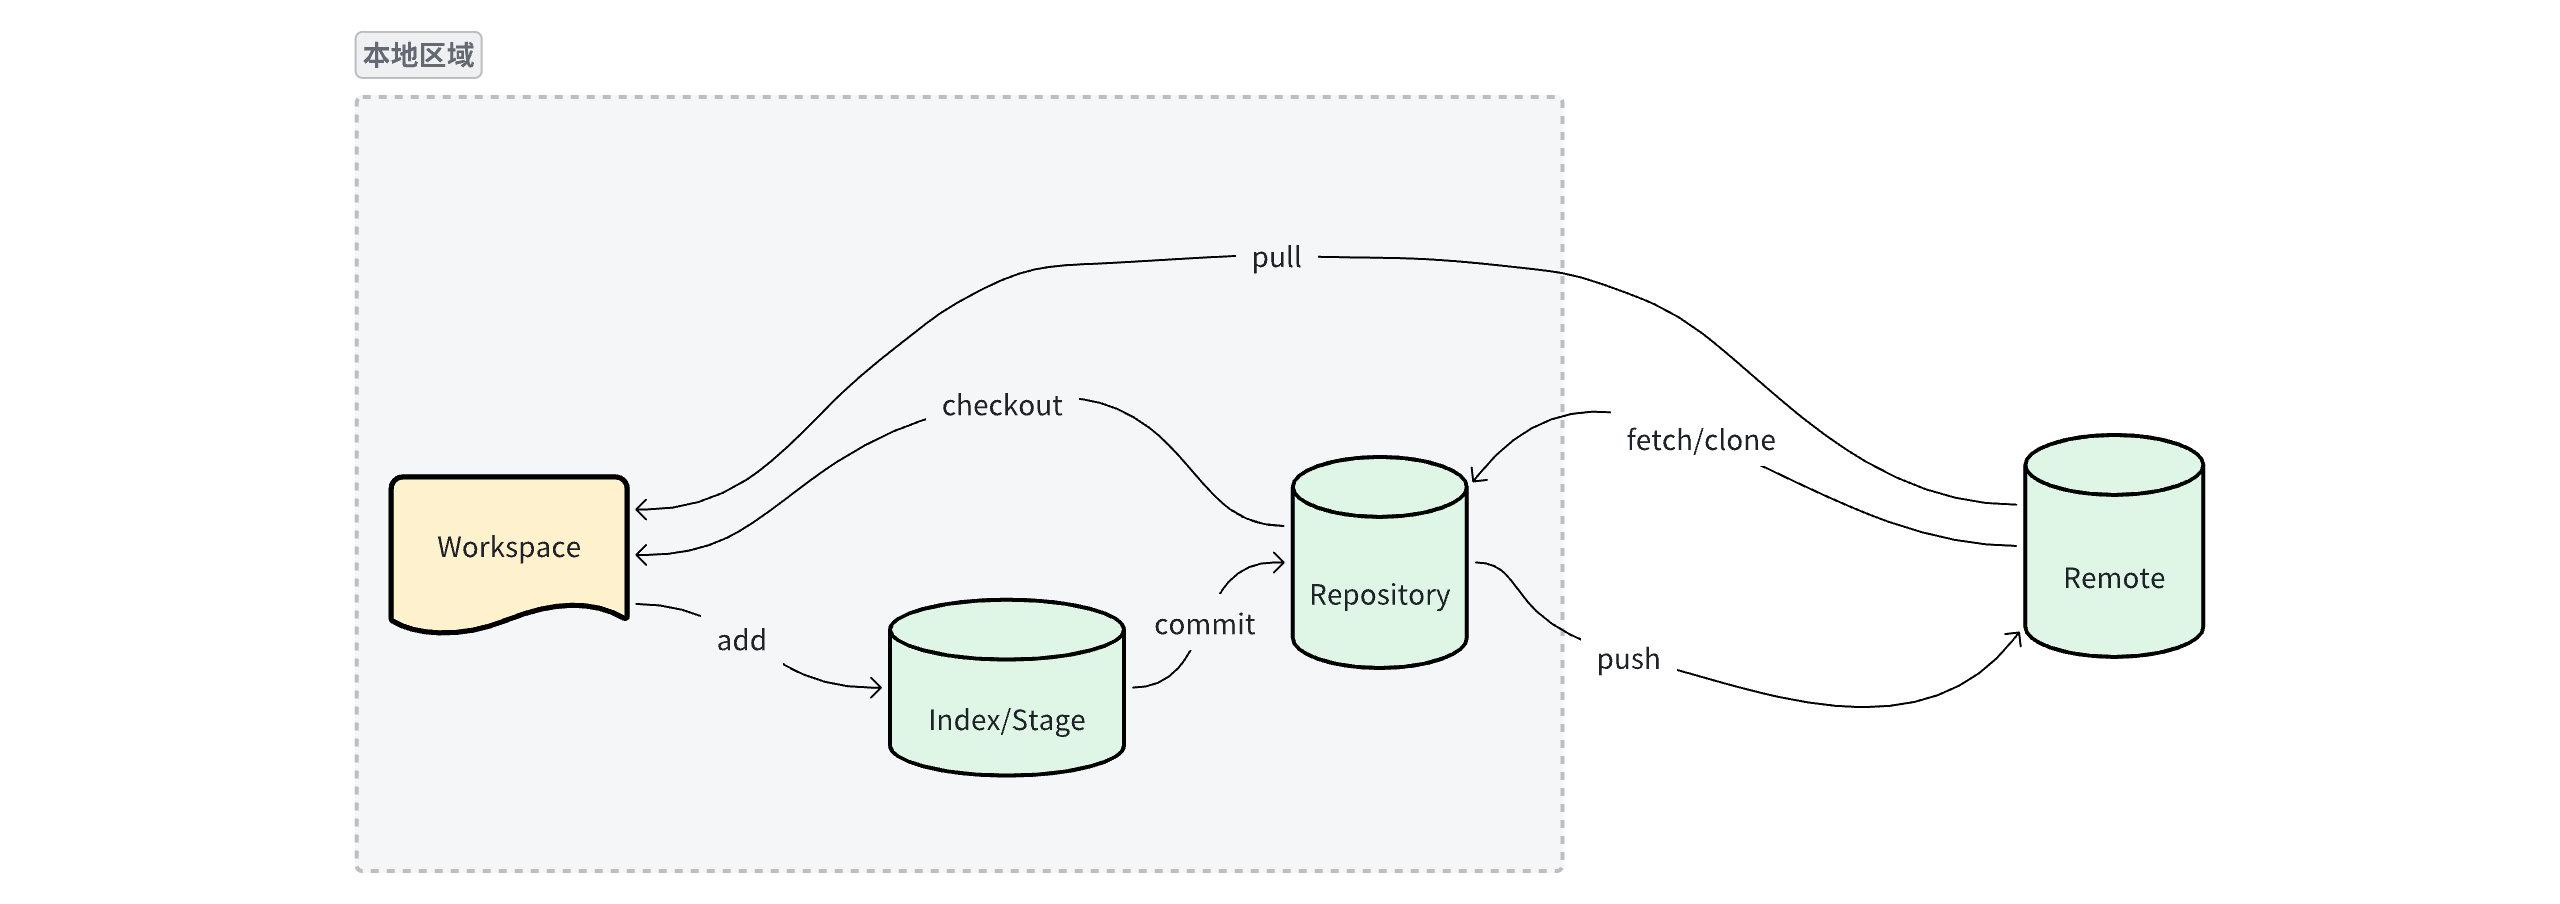 本地区域
pull
checkout
fetch/clone
Workspace
Remote
Repository
commit
add
push
Index/Stage